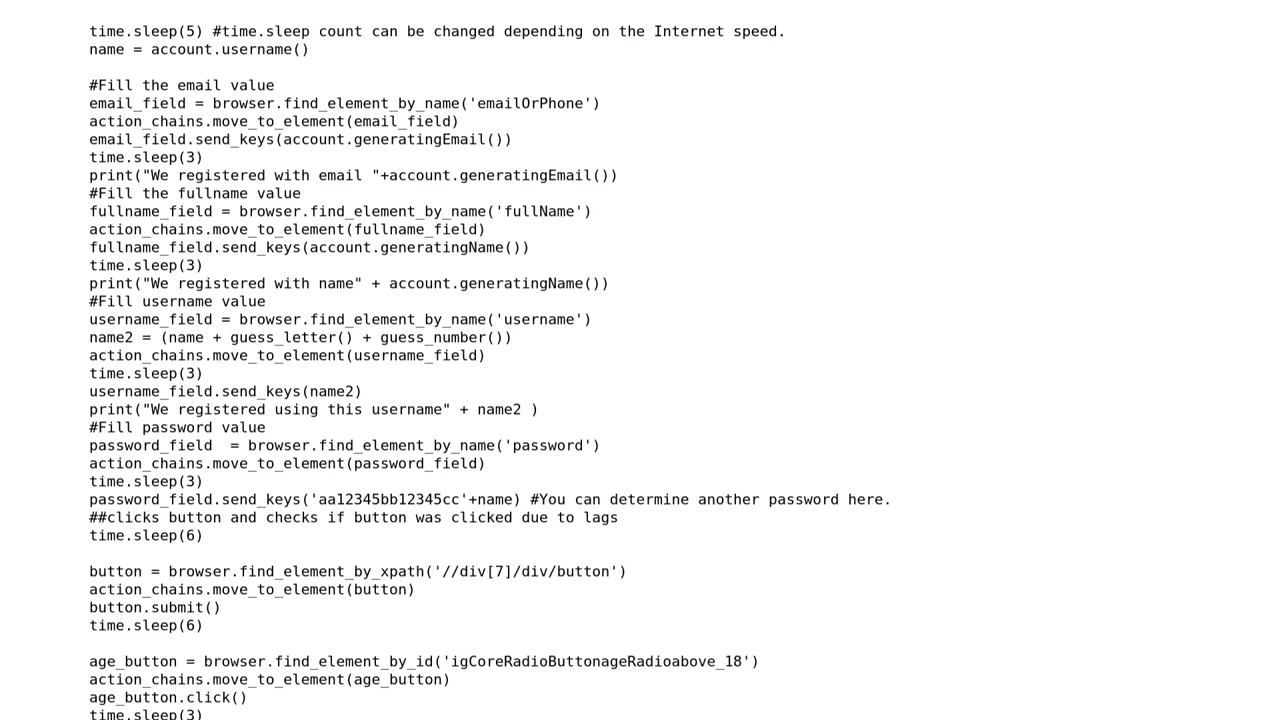 time.sleep(5) #time.sleep count can be changed depending on the Internet speed.
name = account.username()
#Fill the email value
email_field = browser.find_element_by_name('emailOrPhone')
action_chains.move_to_element(email_field)
email_field.send_keys(account.generatingEmail())
time.sleep(3)
print("We registered with email "+account.generatingEmail())
#Fill the fullname value
fullname_field = browser.find_element_by_name('fullName')
action_chains.move_to_element(fullname_field)
fullname_field.send_keys(account.generatingName())
time.sleep(3)
print("We registered with name" + account.generatingName())
#Fill username value
username_field = browser.find_element_by_name('username')
name2 = (name + guess_letter() + guess_number())
action_chains.move_to_element(username_field)
time.sleep(3)
username_field.send_keys(name2)
print("We registered using this username" + name2 )
#Fill password value
password_field  = browser.find_element_by_name('password')
action_chains.move_to_element(password_field)
time.sleep(3)
password_field.send_keys('aa12345bb12345cc'+name) #You can determine another password here.
##clicks button and checks if button was clicked due to lags
time.sleep(6)
button = browser.find_element_by_xpath('//div[7]/div/button')
action_chains.move_to_element(button)
button.submit()
time.sleep(6)
age_button = browser.find_element_by_id('igCoreRadioButtonageRadioabove_18')
action_chains.move_to_element(age_button)
age_button.click()
time.sleep(3)